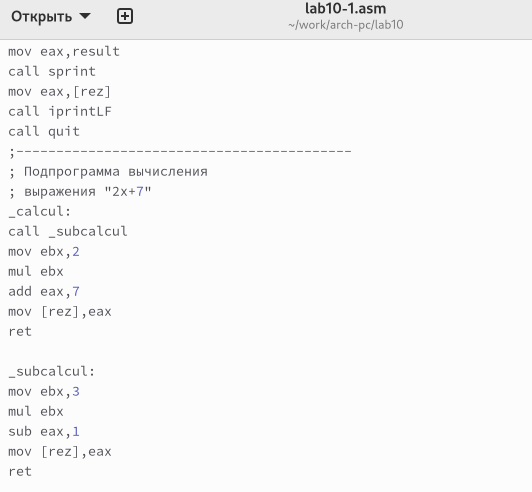 Открыть
lab10-1.asm
~/work/arch-pc/lab10
mov eax,result
call sprint
mov eax,[rez]
call iprintLF
call quit
;------------------------------------------
; Подпрограмма вычисления
; выражения "2x+7"
_calcul:
call _subcalcul
mov ebx,2
mul ebx
add eax,7
mov [rez],eax
ret
_subcalcul:
mov ebx,3
mul ebx
sub eax,1
mov [rez],eax
ret